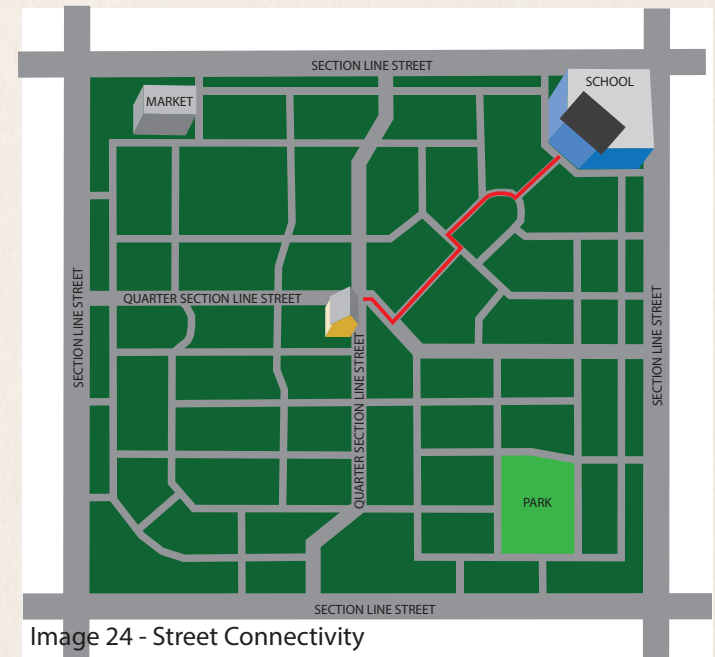 SECTION LINE STREET
SCHOOL
MARKET
SECTION LINE STREET
QUARTER SECTION LINE STREET
QUARTER SECTION LINE STREET
SECTION LINE STREET
PARK
SECTION LINE STREET
Image 24 - Street Connectivity